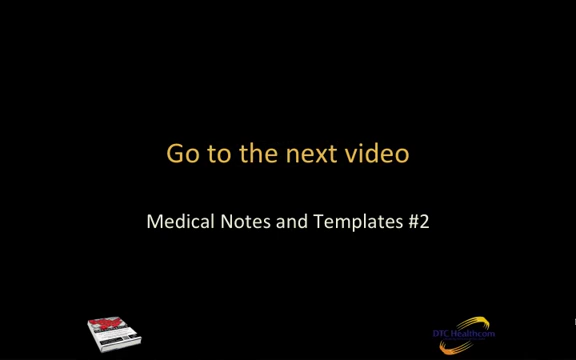 Go to the next video
Medical Notes and Templates #2
DTC Healthcom